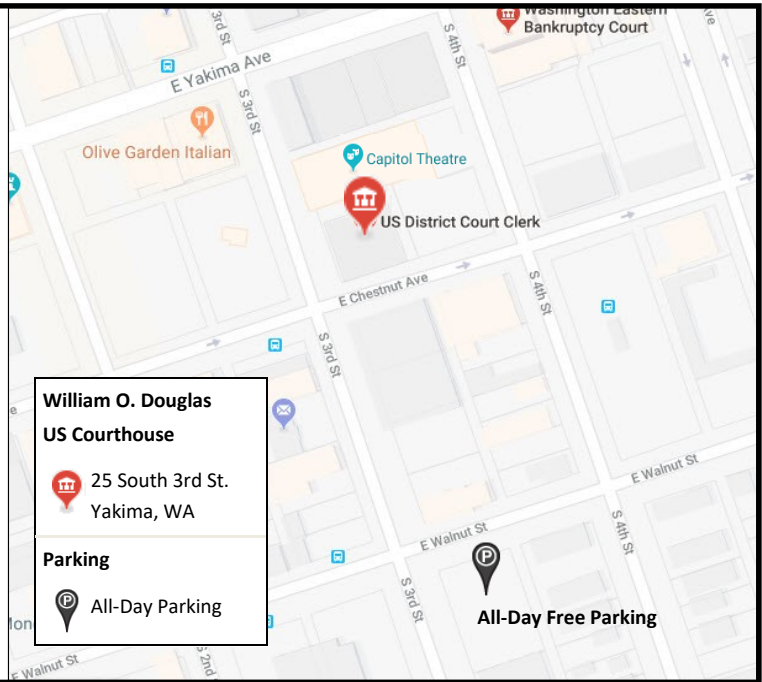 3rd St
S 4th St
Washington Eastern
Bankruptcy Court
Ave
E Yakima Ave
S 3rd St
Olive Garden Italian
Capitol Theatre
US District Court Clerk
E Chestnut Ave
S 4th St
S 3rd St
William O. Douglas
US Courthouse
25 South 3rd St.
Yakima, WA
Parking
P
All-Day Parking
E Walnut St
E Walnut St
S 4th St
P
S 3rd St
All-Day Free Parking
S 2nd
E Walnut St